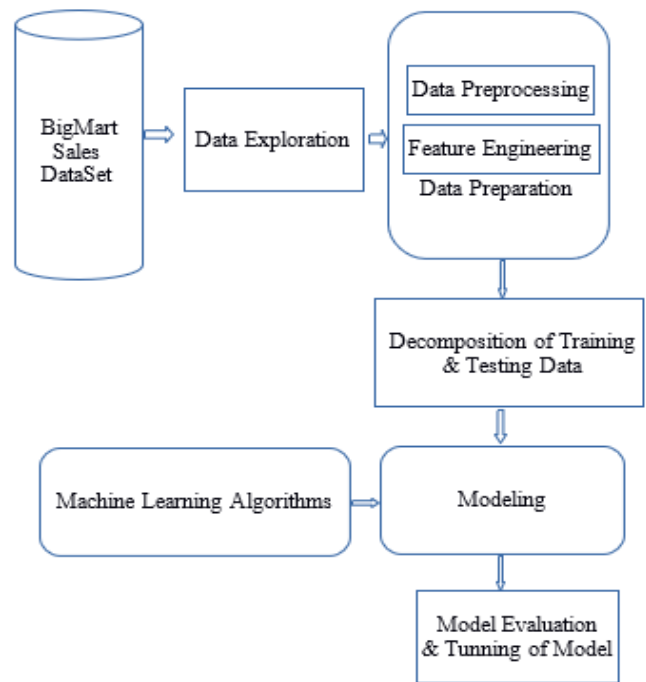 BigMart
Sales
DataSet
Data Exploration
Data Preprocessing
Feature Engineering
Data Preparation
Decomposition of Training
& Testing Data
Machine Learning Algorithms
Modeling
Model Evaluation
& Tunning of Model